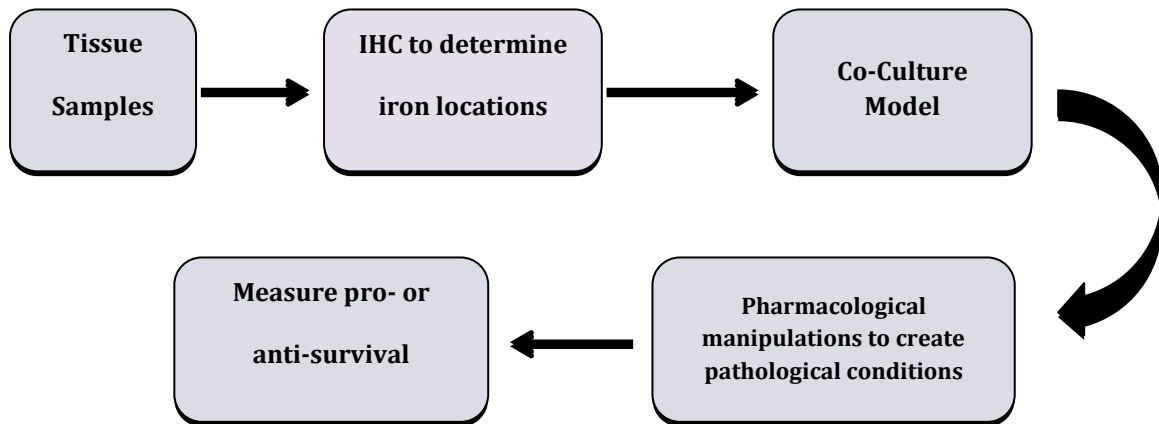 Tissue
Samples
IHC to determine
iron locations
Co-Culture
Model
Pharmacological
manipulations to create
pathological conditions
Measure pro- or
anti-survival